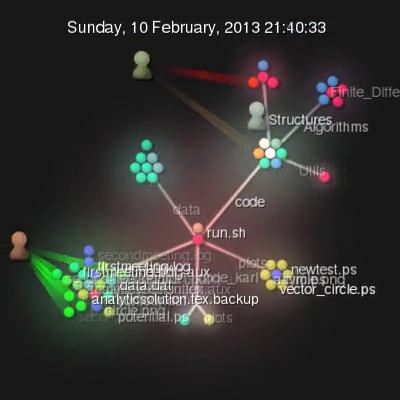 Sunday, 10 February, 2013 21:40:33
Finite_Diffe
Structures
Algorithms
Utils
code
data
run.sh
secondmeeting.log
plots
firstmeeting.log
newtest.ps
firstmeeting.log.aux
data.dat
vector_circle.ps
analyticsolution.tex.backup
circle.png
potential.ps
plots